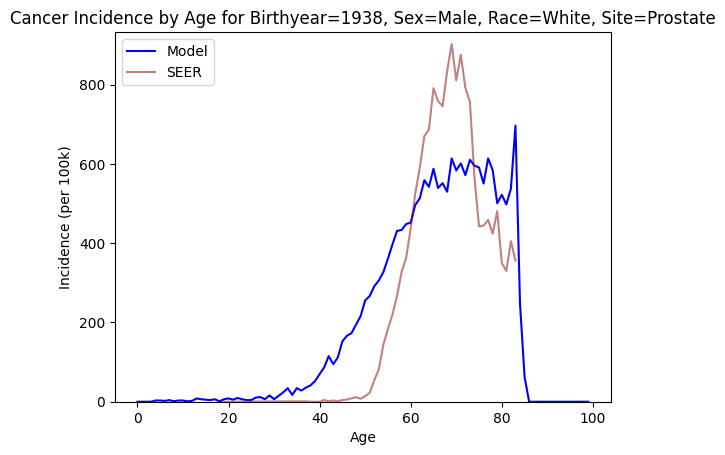 Cancer Incidence by Age for Birthyear=1938, Sex=Male, Race=White, Site=Prostate
Model
SEER
Incidence (per 100k)
800
600
400
200
0
0 20 40 60 80 100
Age